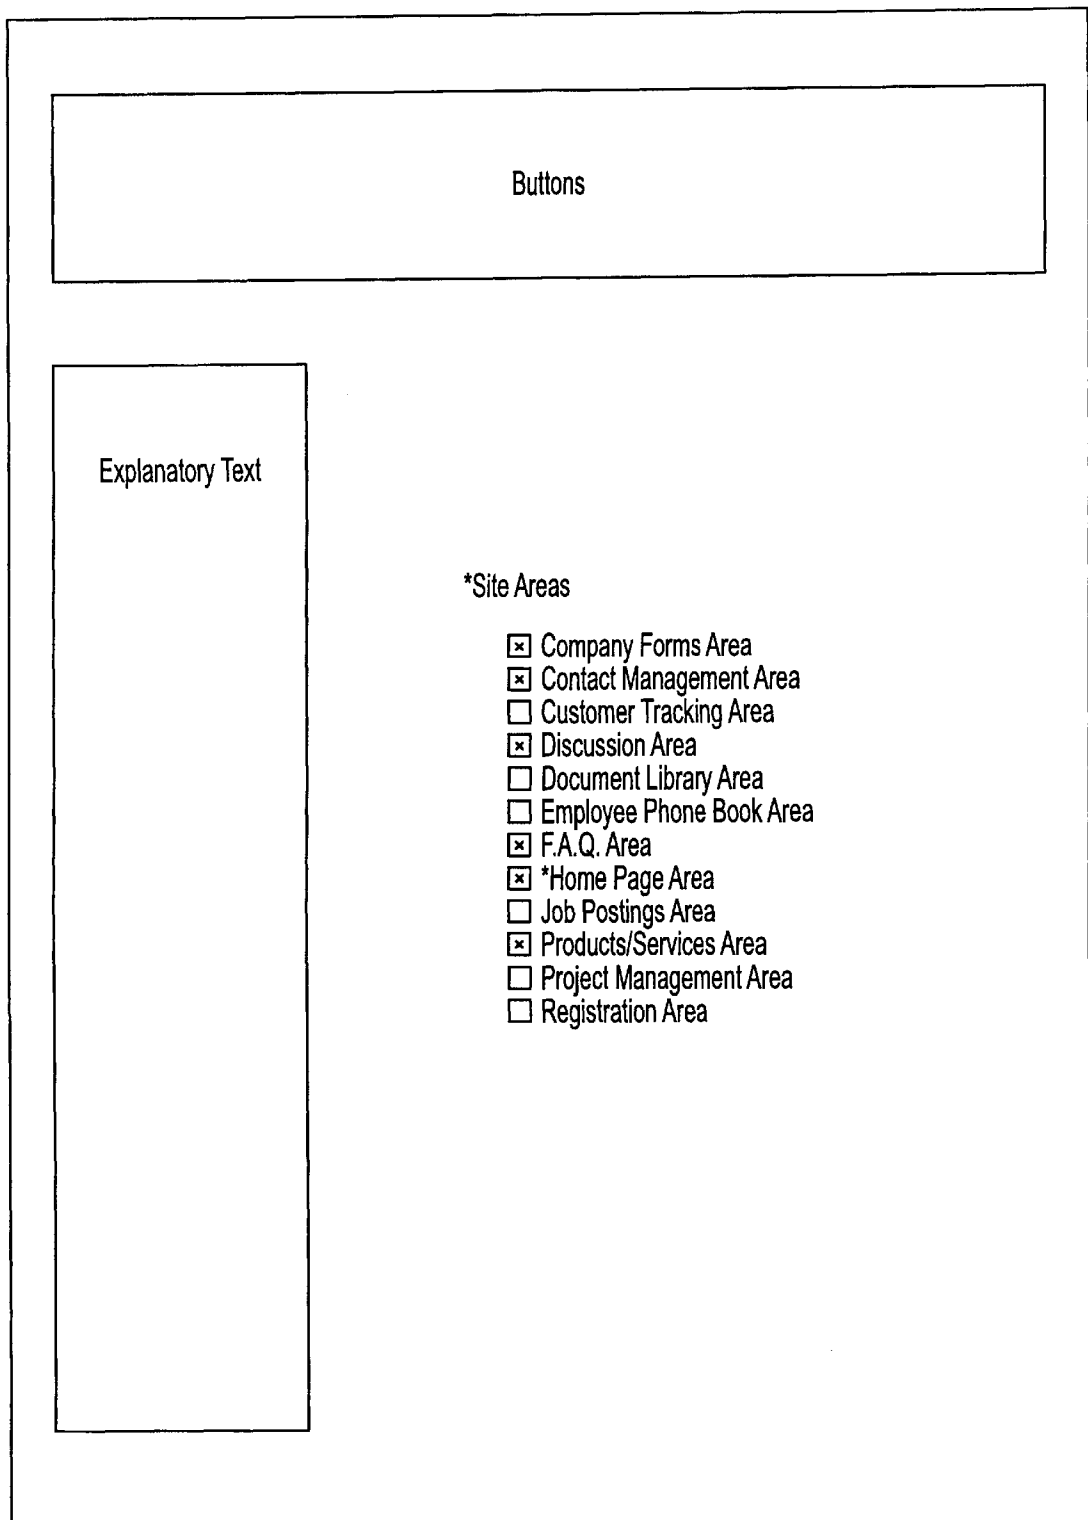 Buttons
Explanatory Text
*Site Areas
☒ Company Forms Area
☒ Contact Management Area
☐ Customer Tracking Area
☒ Discussion Area
☐ Document Library Area
☐ Employee Phone Book Area
☒ F.A.Q. Area
☒ *Home Page Area
☐ Job Postings Area
☒ Products/Services Area
☐ Project Management Area
☐ Registration Area